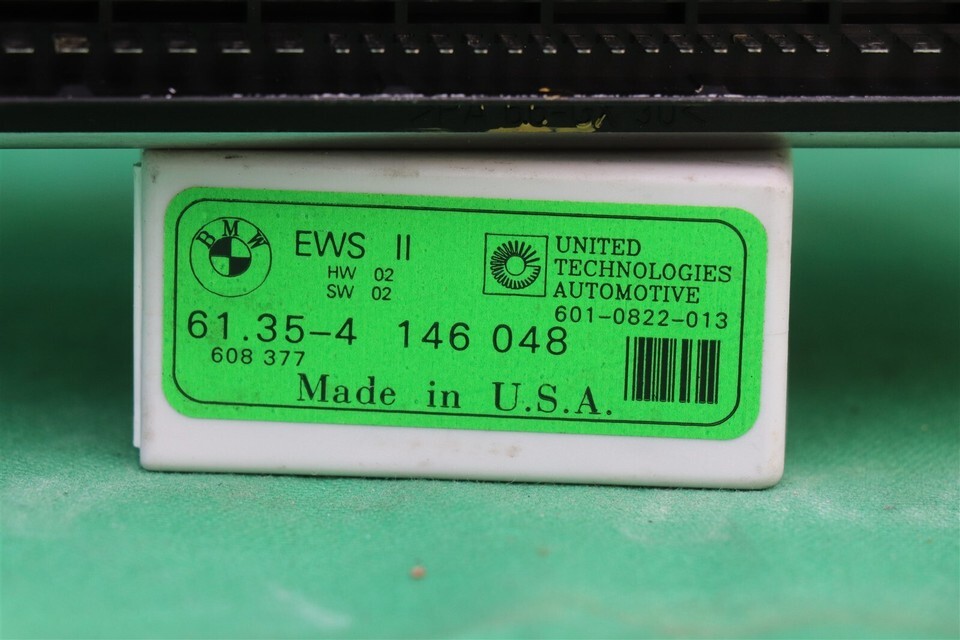 BMW
EWS II
HW 02
SW 02
UNITED
TECHNOLOGIES
AUTOMOTIVE
601-0822-013
61.35-4 146 048
608 377
Made in U.S.A.